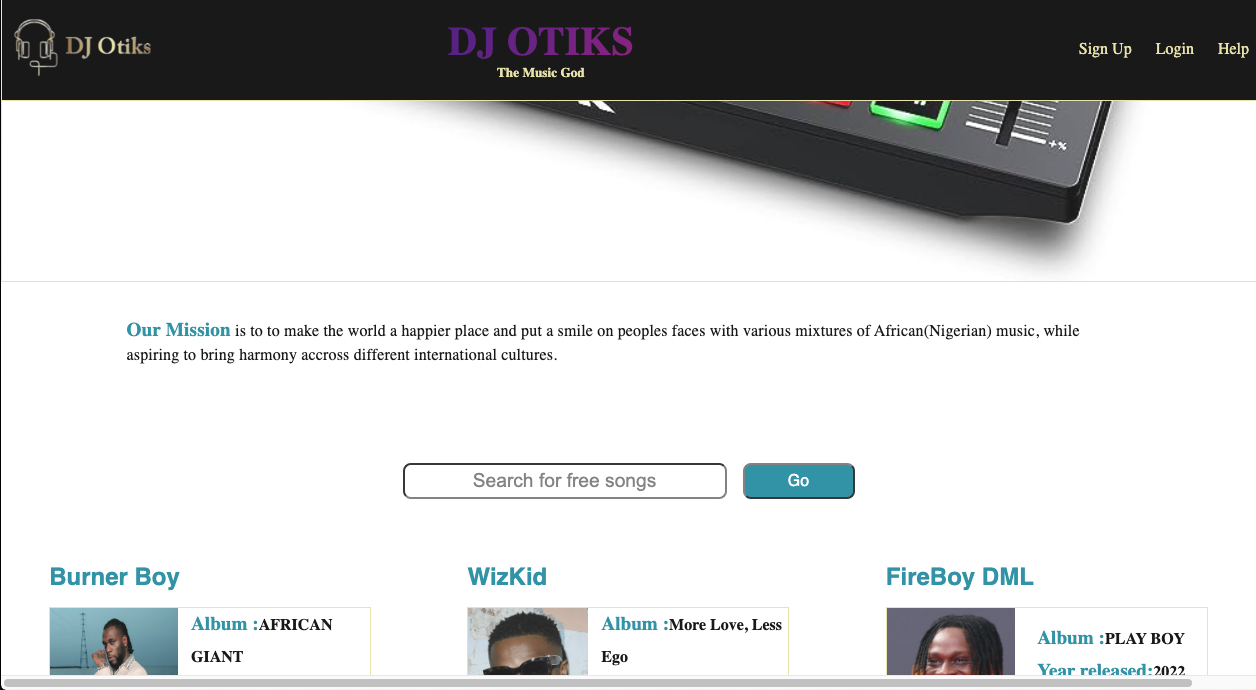 DJ Otiks
DJ OTIKS
The Music God
Sign Up Login Help
+%
Our Mission is to to make the world a happier place and put a smile on peoples faces with various mixtures of African(Nigerian) music, while
aspiring to bring harmony accross different international cultures.
Search for free songs Go
Burner Boy
Album :AFRICAN
GIANT
WizKid
Album :More Love, Less
Ego
FireBoy DML
Album :PLAY BOY
Year released:2022